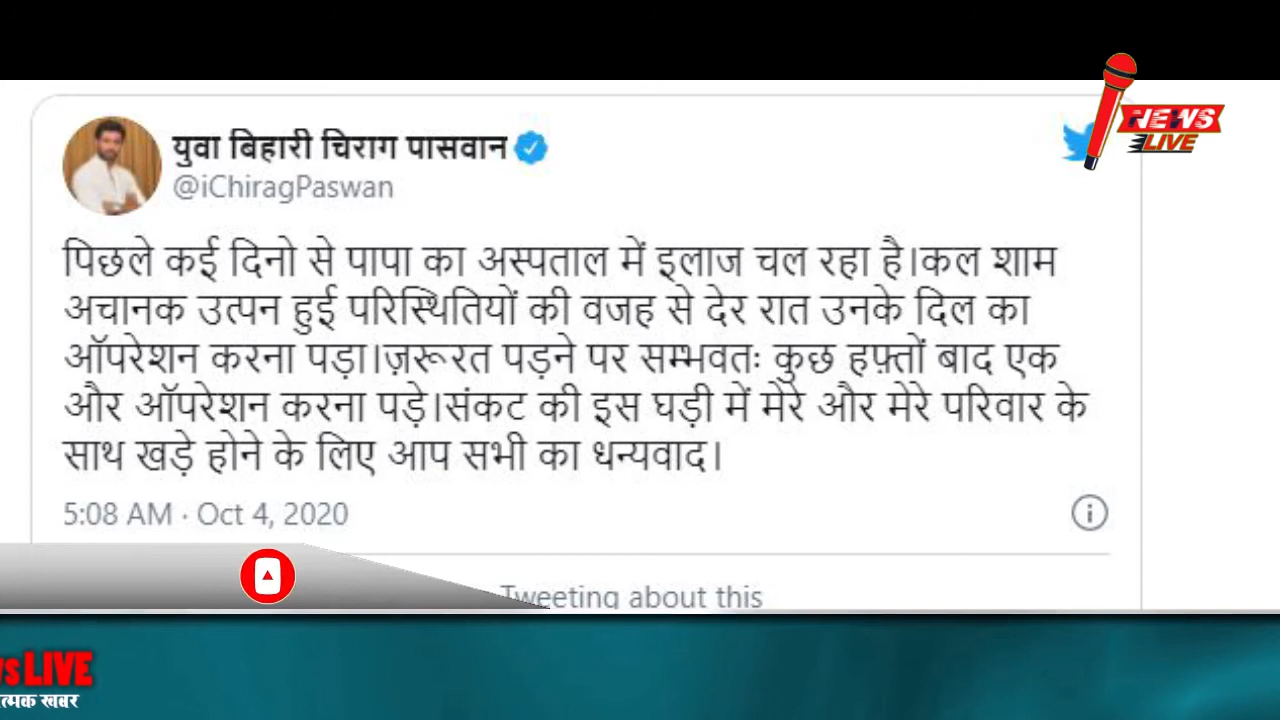 NEWS
LIVE
युवा बिहारी चिराग पासवान
@iChiragPaswan
पिछले कई दिनो से पापा का अस्पताल में इलाज चल रहा है।कल शाम
अचानक उत्पन हुई परिस्थितियों की वजह से देर रात उनके दिल का
ऑपरेशन करना पड़ा।ज़रूरत पड़ने पर सम्भवतः कुछ हफ़्तों बाद एक
और ऑपरेशन करना पड़े।संकट की इस घड़ी में मेरे और मेरे परिवार के
साथ खड़े होने के लिए आप सभी का धन्यवाद।
5:08 AM · Oct 4, 2020
Tweeting about this
LIVE
खबर